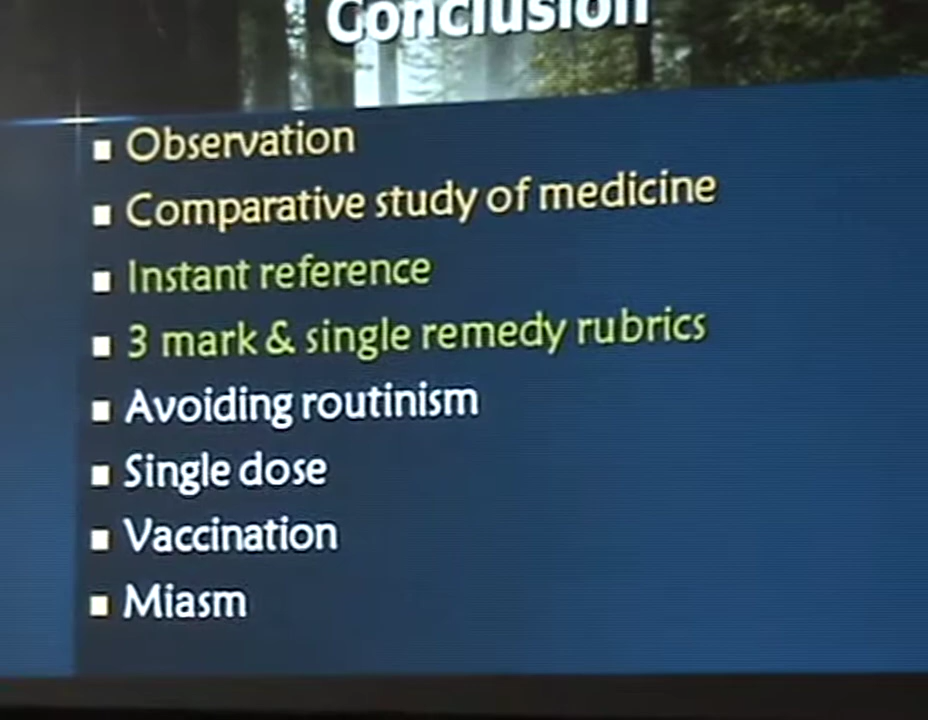 Conclusion
Observation
Comparative study of medicine
Instant reference
3 mark & single remedy rubrics
Avoiding routinism
Single dose
Vaccination
Miasm